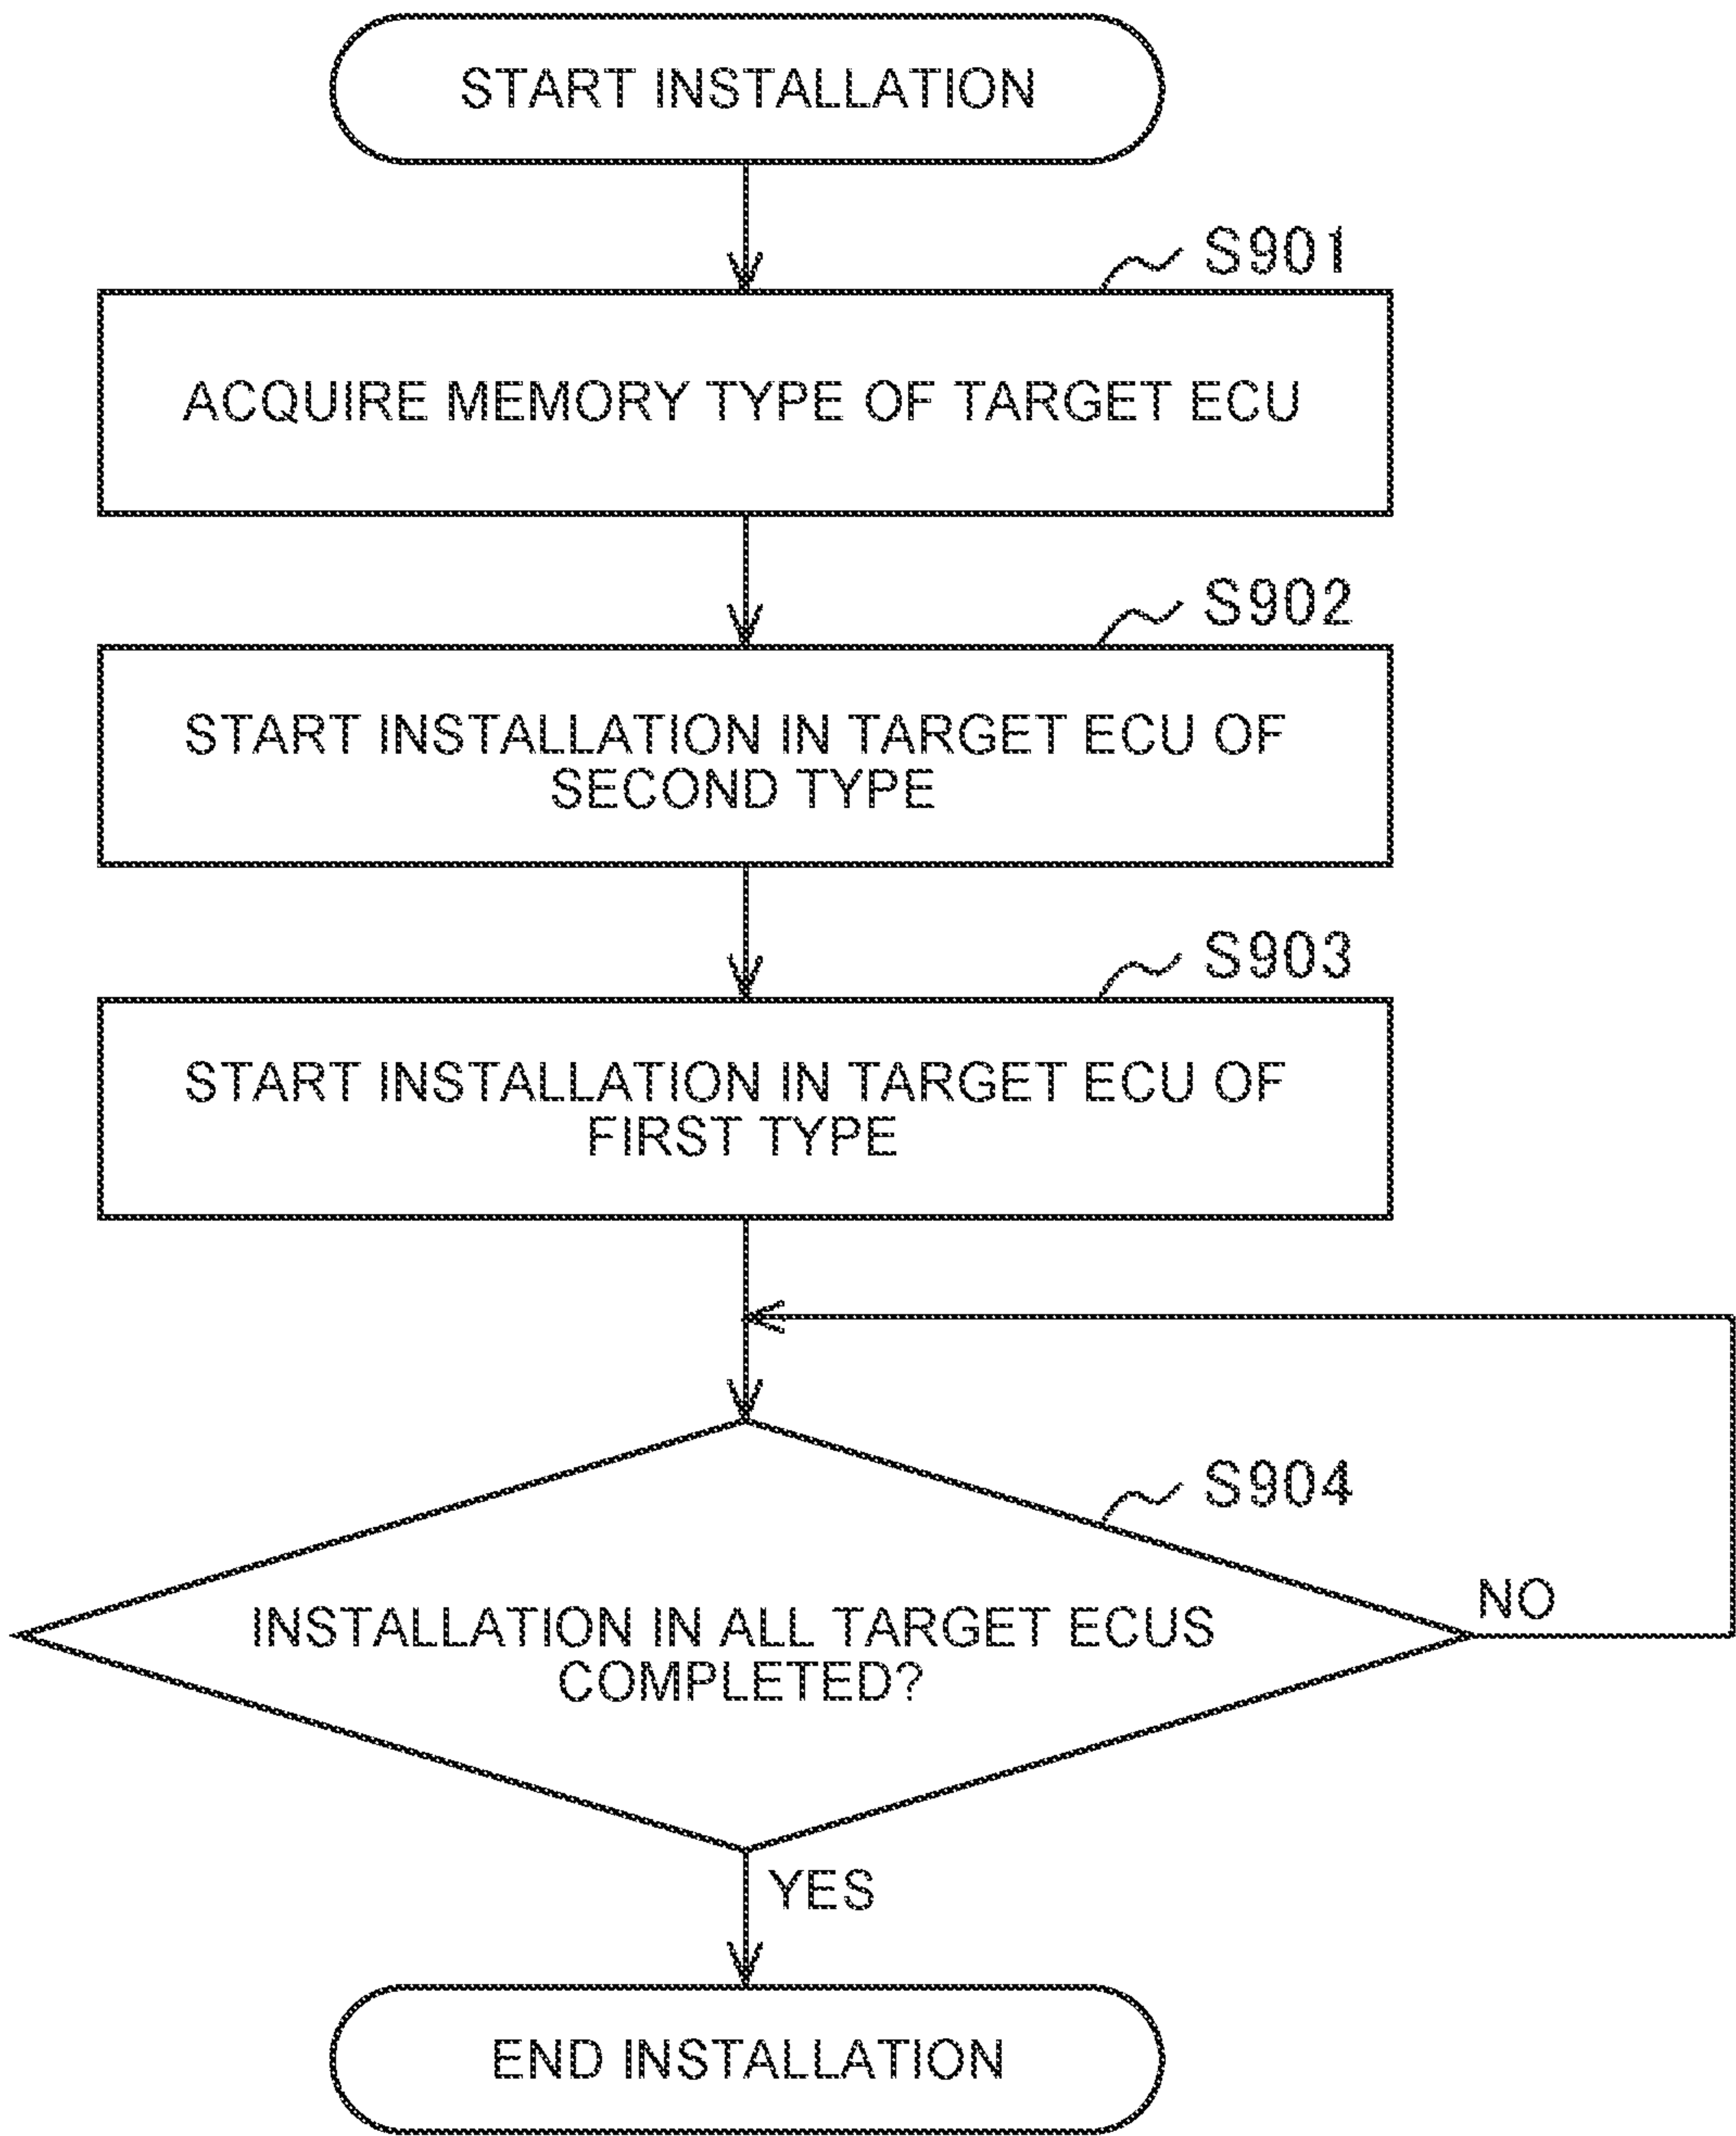 START INSTALLATION
S901
ACQUIRE MEMORY TYPE OF TARGET ECU
S902
START INSTALLATION IN TARGET ECU OF
SECOND TYPE
S903
START INSTALLATION IN TARGET ECU OF
FIRST TYPE
S904
NO
INSTALLATION IN ALL TARGET ECUS
COMPLETED?
YES
END INSTALLATION